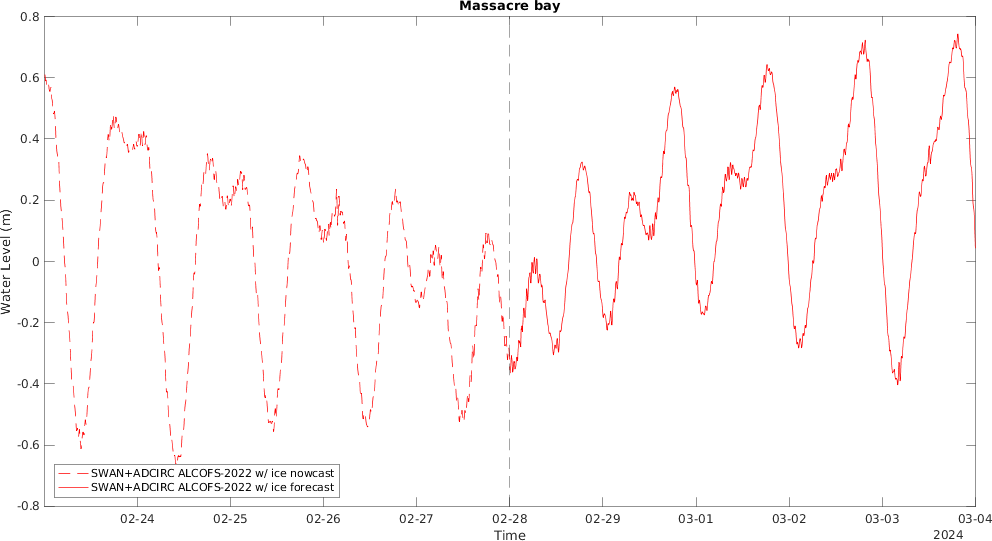 Massacre bay
Water Level (m)
0.8
0.6
0.4
0.2
0
-0.2
-0.4
-0.6
-0.8
SWAN+ADCIRC ALCOFS-2022 w/ ice nowcast
SWAN+ADCIRC ALCOFS-2022 w/ ice forecast
02-24 02-25 02-26 02-27 02-28 02-29 03-01 03-02 03-03 03-04
Time
2024